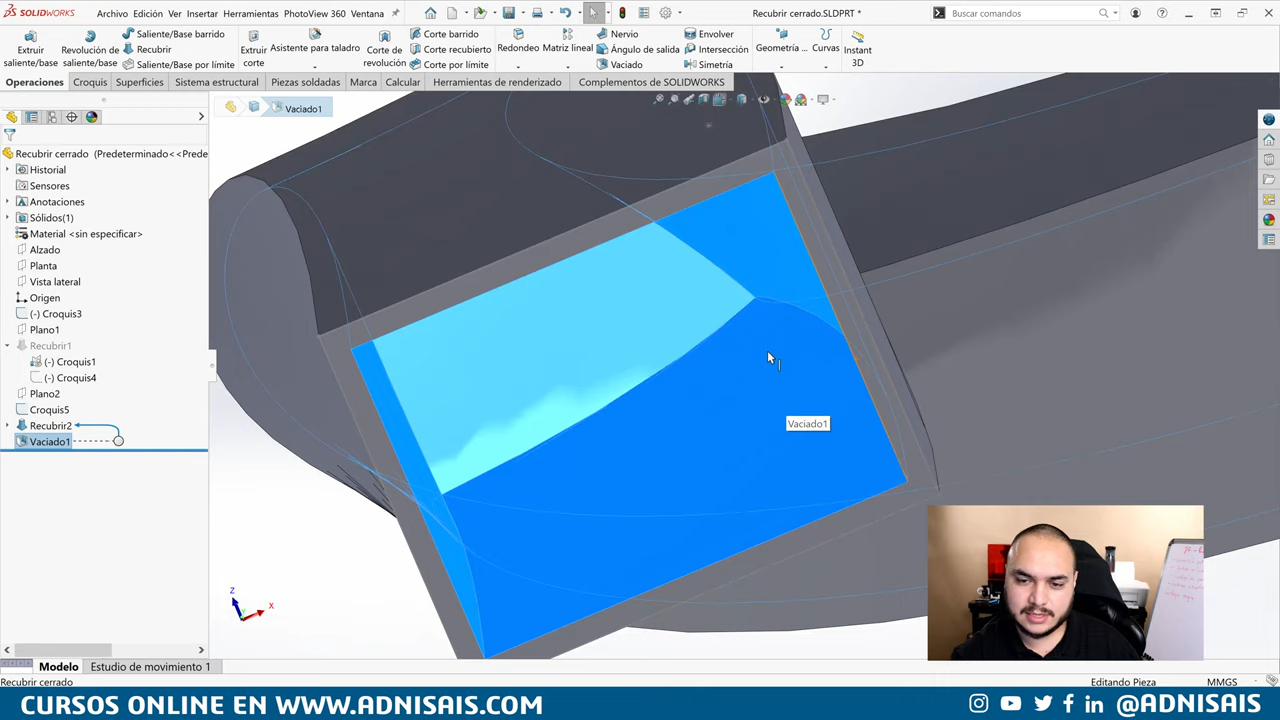 SOLIDWORKS
Archivo Edición Ver Insertar Herramientas PhotoView 360 Ventana
Recubrir cerrado.SLDPRT *
Buscar comandos
Extruir saliente/base
Revolución de saliente/base
Saliente/Base barrido
Recubrir
Saliente/Base por límite
Extruir corte
Asistente para taladro
Corte de revolución
Corte barrido
Corte recubierto
Corte por límite
Redondeo
Matriz lineal
Nervio
Ángulo de salida
Vaciado
Envolver
Intersección
Simetría
Geometría ...
Curvas
Instant 3D
Operaciones Croquis Superficies Sistema estructural Piezas soldadas Marca Calcular Herramientas de renderizado Complementos de SOLIDWORKS
Vaciado1
Recubrir cerrado (Predeterminado<<Prede
Historial
Sensores
Anotaciones
Sólidos(1)
Material <sin especificar>
Alzado
Planta
Vista lateral
Origen
(-) Croquis3
Plano1
Recubrir1
(-) Croquis1
(-) Croquis4
Plano2
Croquis5
Recubrir2
Vaciado1
Vaciado1
Z
X
Modelo Estudio de movimiento 1
Recubrir cerrado
Editando Pieza
MMGS
CURSOS ONLINE EN WWW.ADNISAIS.COM
@ADNISAIS